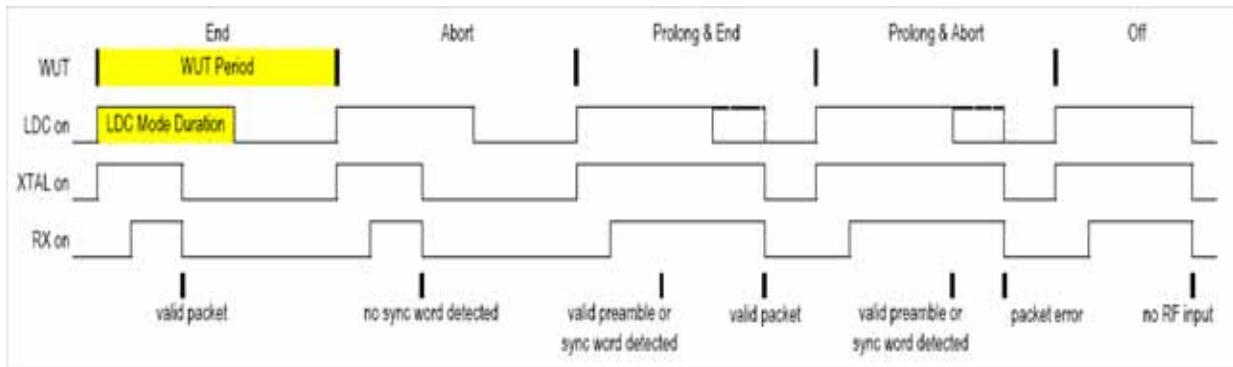 End Abort Prolong & End Prolong & Abort Off
WUT WUT Period
LDC on LDC Mode Duration
XTAL on
RX on
valid packet no sync word detected valid preamble or valid packet valid preamble or packet error no RF input
sync word detected sync word detected